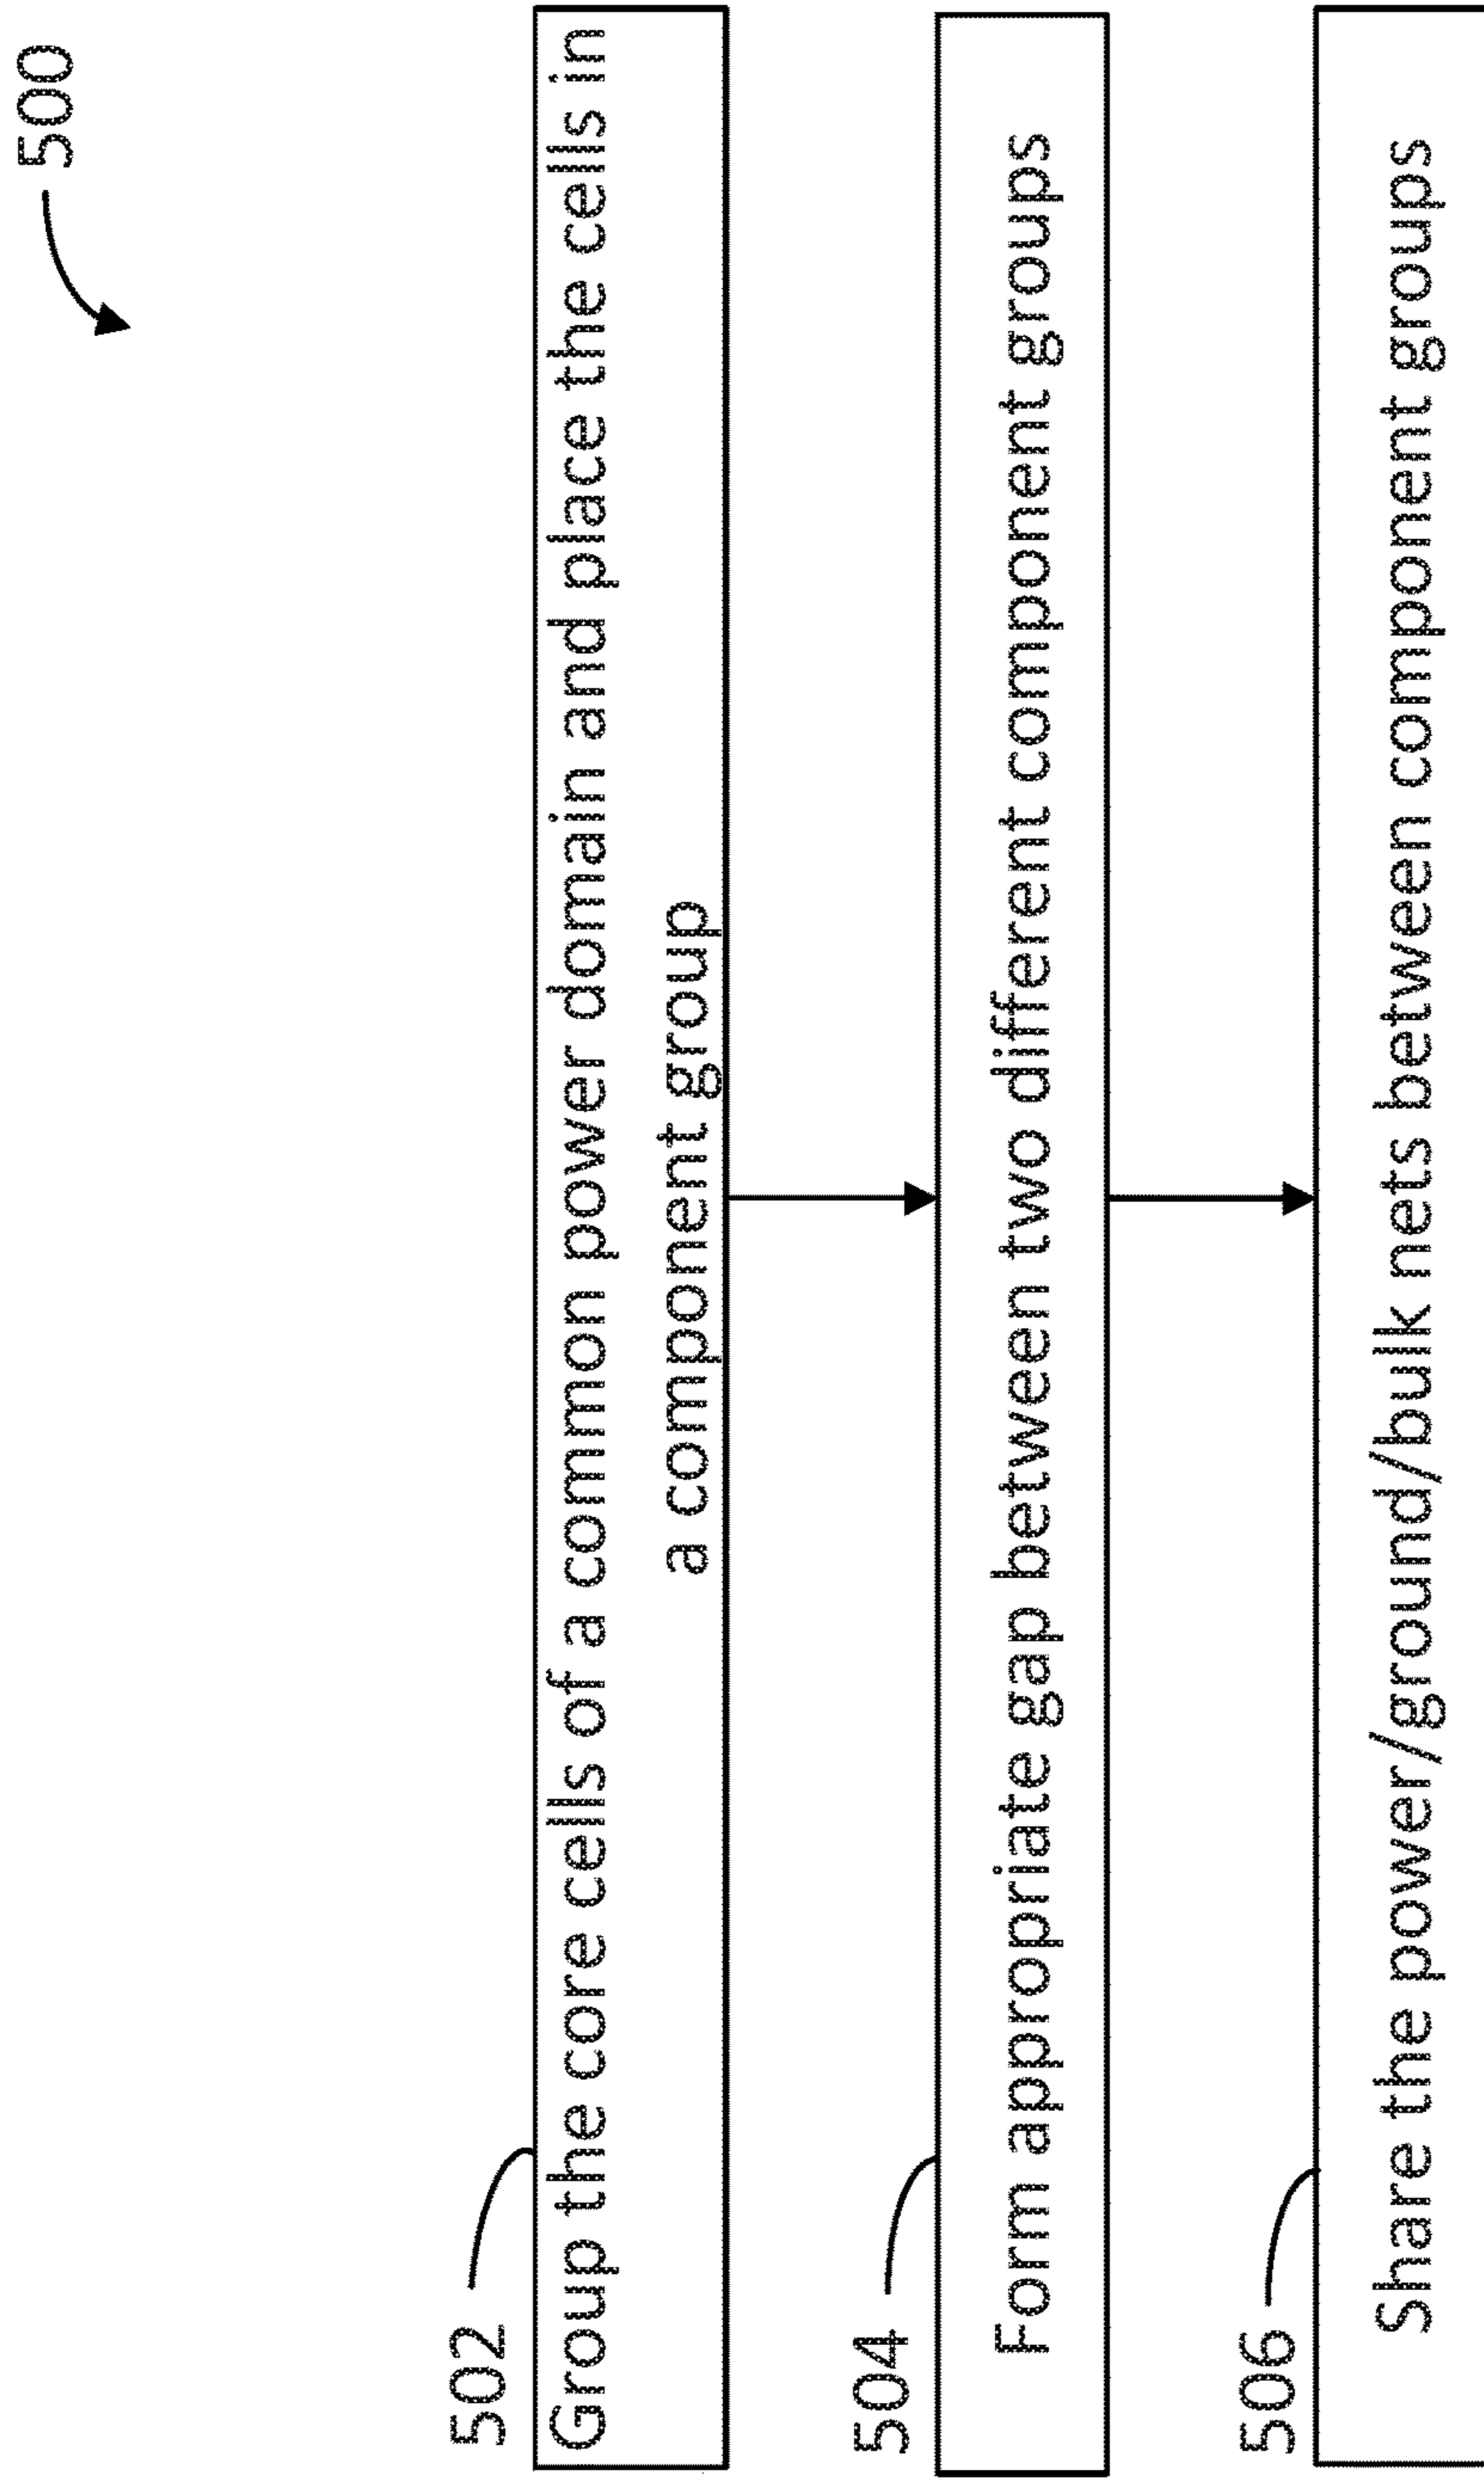 500
502
Group the core cells of a common power domain and place the cells in
a component group
504
Form appropriate gap between two different component groups
506
Share the power/ground/bulk nets between component groups